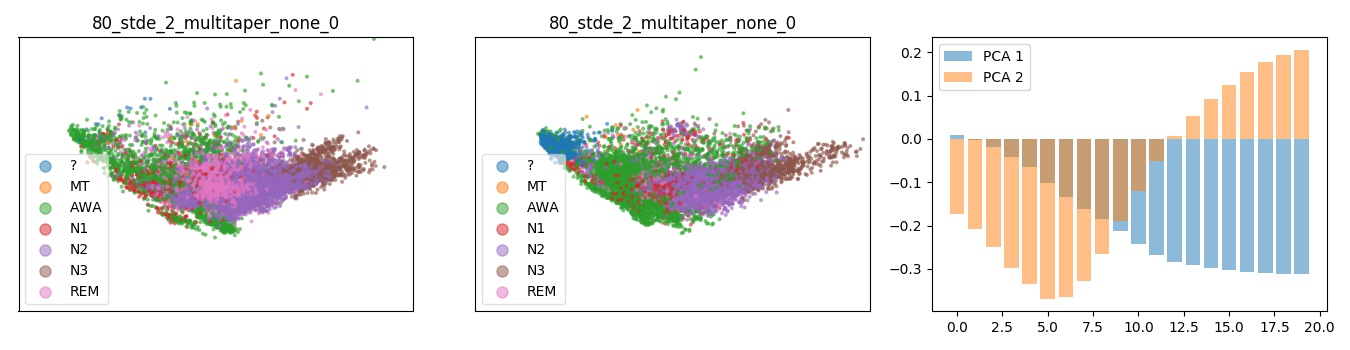 80_stde_2_multitaper_none_0
?
MT
AWA
N1
N2
N3
REM
80_stde_2_multitaper_none_0
?
MT
AWA
N1
N2
N3
REM
PCA 1
PCA 2
0.2
0.1
0.0
−0.1
−0.2
−0.3
0.0 2.5 5.0 7.5 10.0 12.5 15.0 17.5 20.0